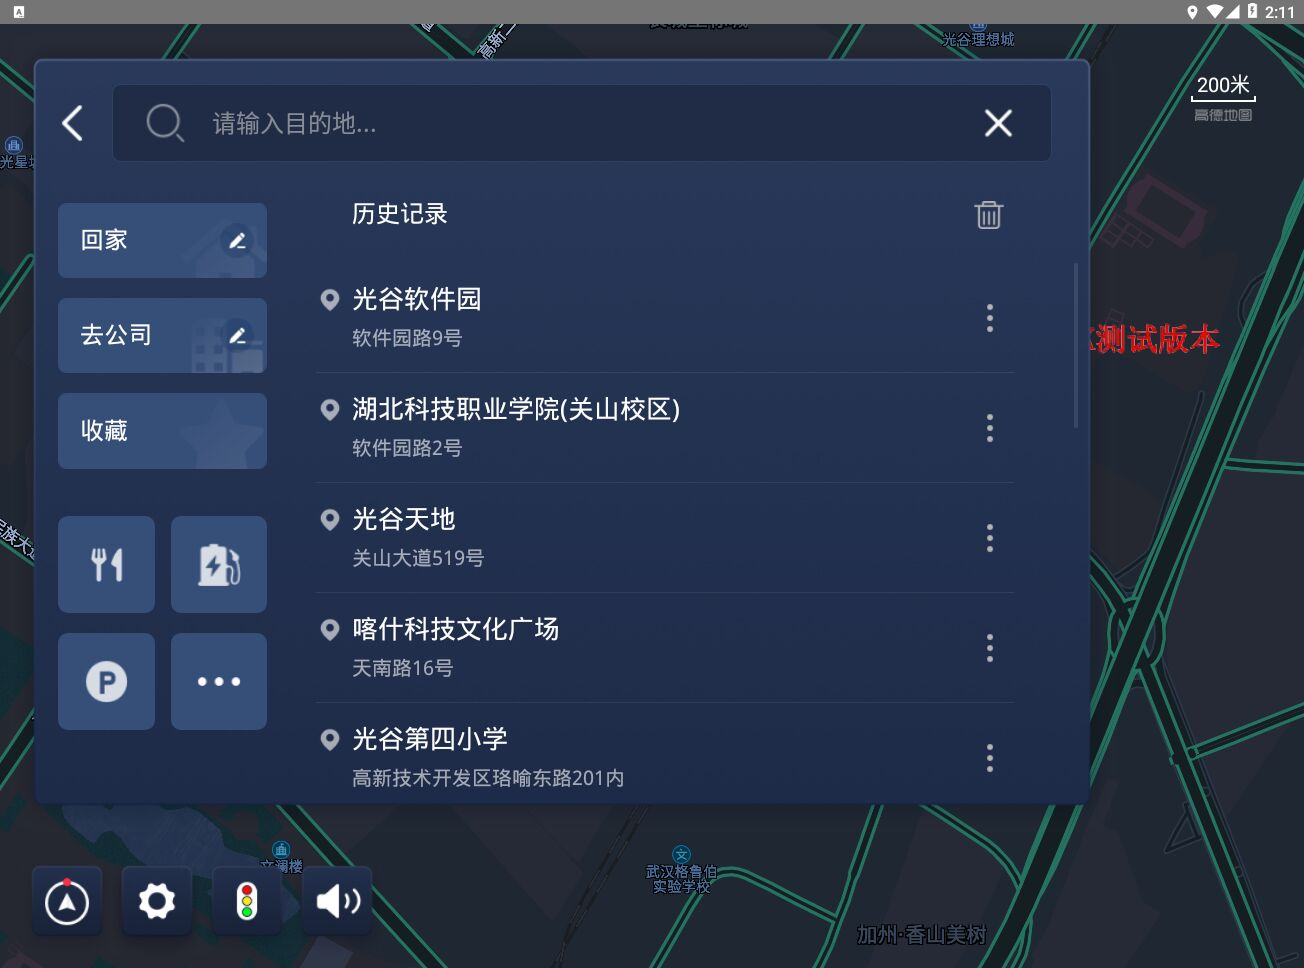 2:11
光谷理想城
200米
高德地图
请输入目的地...
历史记录
回家
光谷软件园
软件园路9号
去公司
测试版本
湖北科技职业学院(关山校区)
软件园路2号
收藏
光谷天地
关山大道519号
喀什科技文化广场
天南路16号
P
光谷第四小学
高新技术开发区珞喻东路201内
文澜楼
文
武汉格鲁伯
实验学校
加州·香山美树